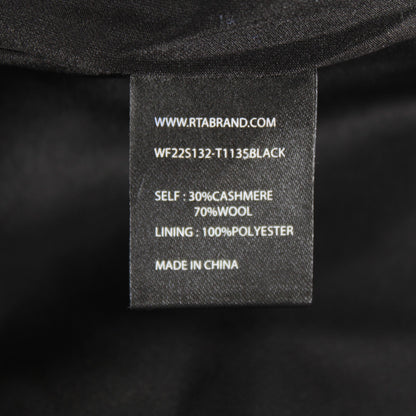 WWW.RTABRAND.COM
WF22S132-T1135BLACK
SELF : 30%CASHMERE
70%WOOL
LINING : 100%POLYESTER
MADE IN CHINA